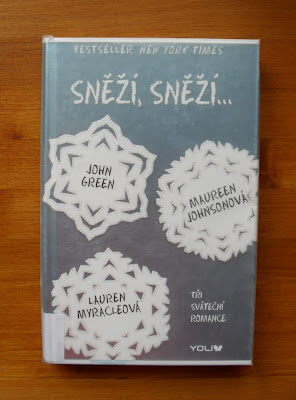 BESTSELLER NEW YORK TIMES
SNĚŽÍ, SNĚŽÍ...
JOHN
GREEN
MAUREEN
JOHNSONOVÁ
LAUREN
MYRACLEOVÁ
TŘI
SVÁTEČNÍ
ROMANCE
YOLI